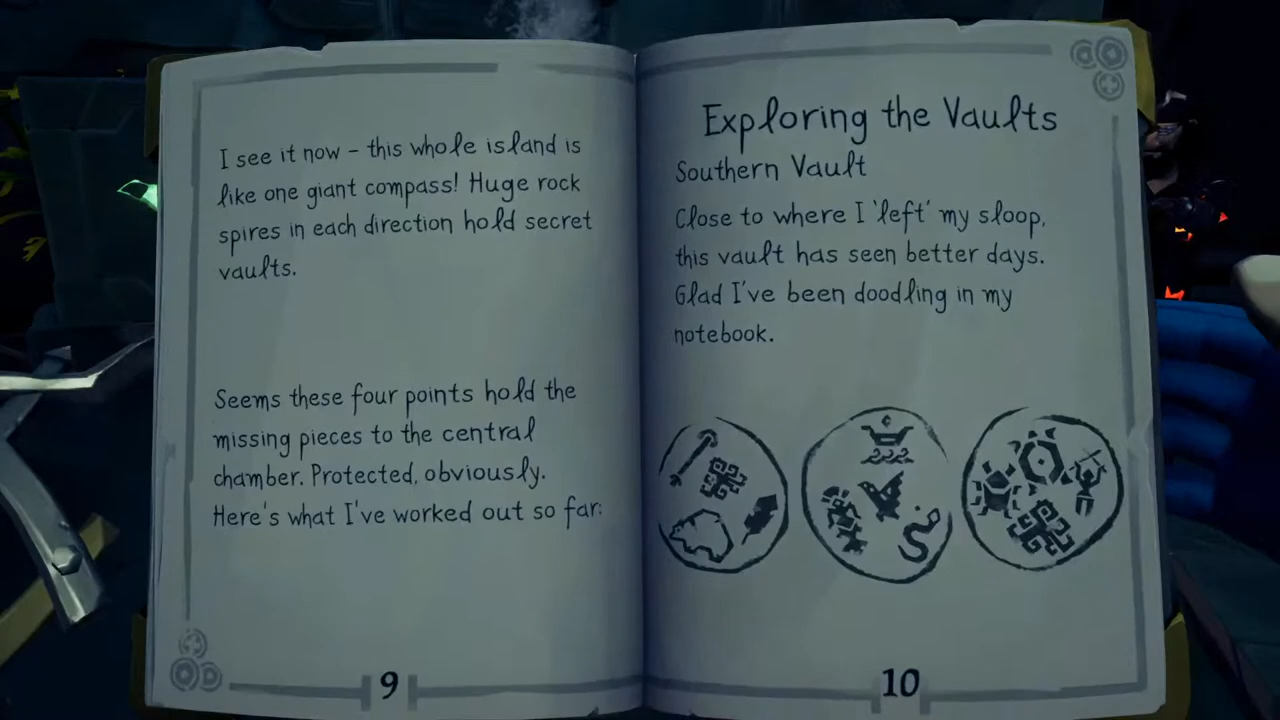 I see it now – this whole island is
like one giant compass! Huge rock
spires in each direction hold secret
vaults.
Seems these four points hold the
missing pieces to the central
chamber. Protected, obviously.
Here's what I've worked out so far:
9
Exploring the Vaults
Southern Vault
Close to where I 'left' my sloop,
this vault has seen better days.
Glad I've been doodling in my
notebook.
10